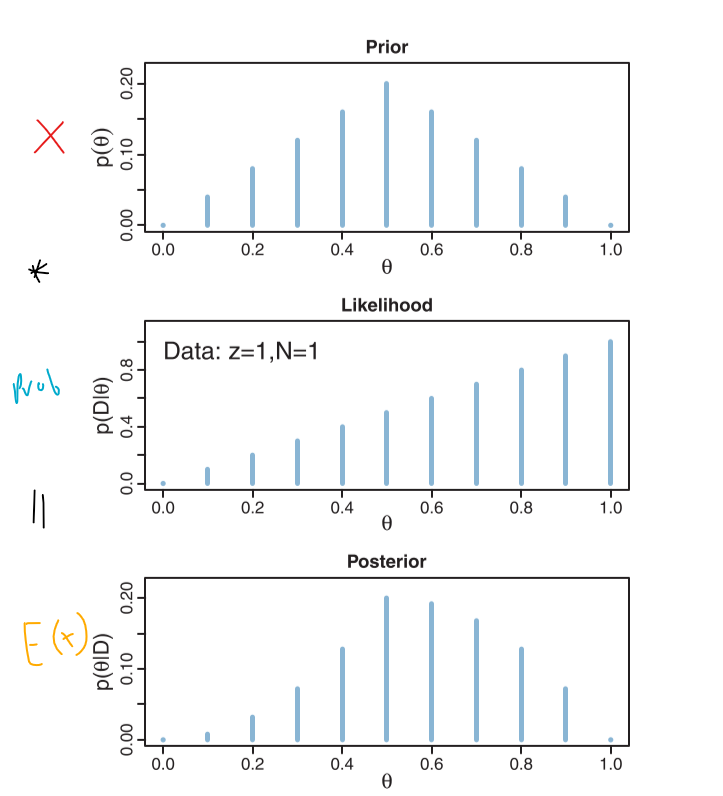 Prior
p(θ)
0.00 0.10 0.20
0.0 0.2 0.4 0.6 0.8 1.0
θ
X
*
Likelihood
Data: z=1,N=1
p(D|θ)
0.0 0.4 0.8
0.0 0.2 0.4 0.6 0.8 1.0
θ
prob
||
Posterior
E(x)
p(θ|D)
0.00 0.10 0.20
0.0 0.2 0.4 0.6 0.8 1.0
θ